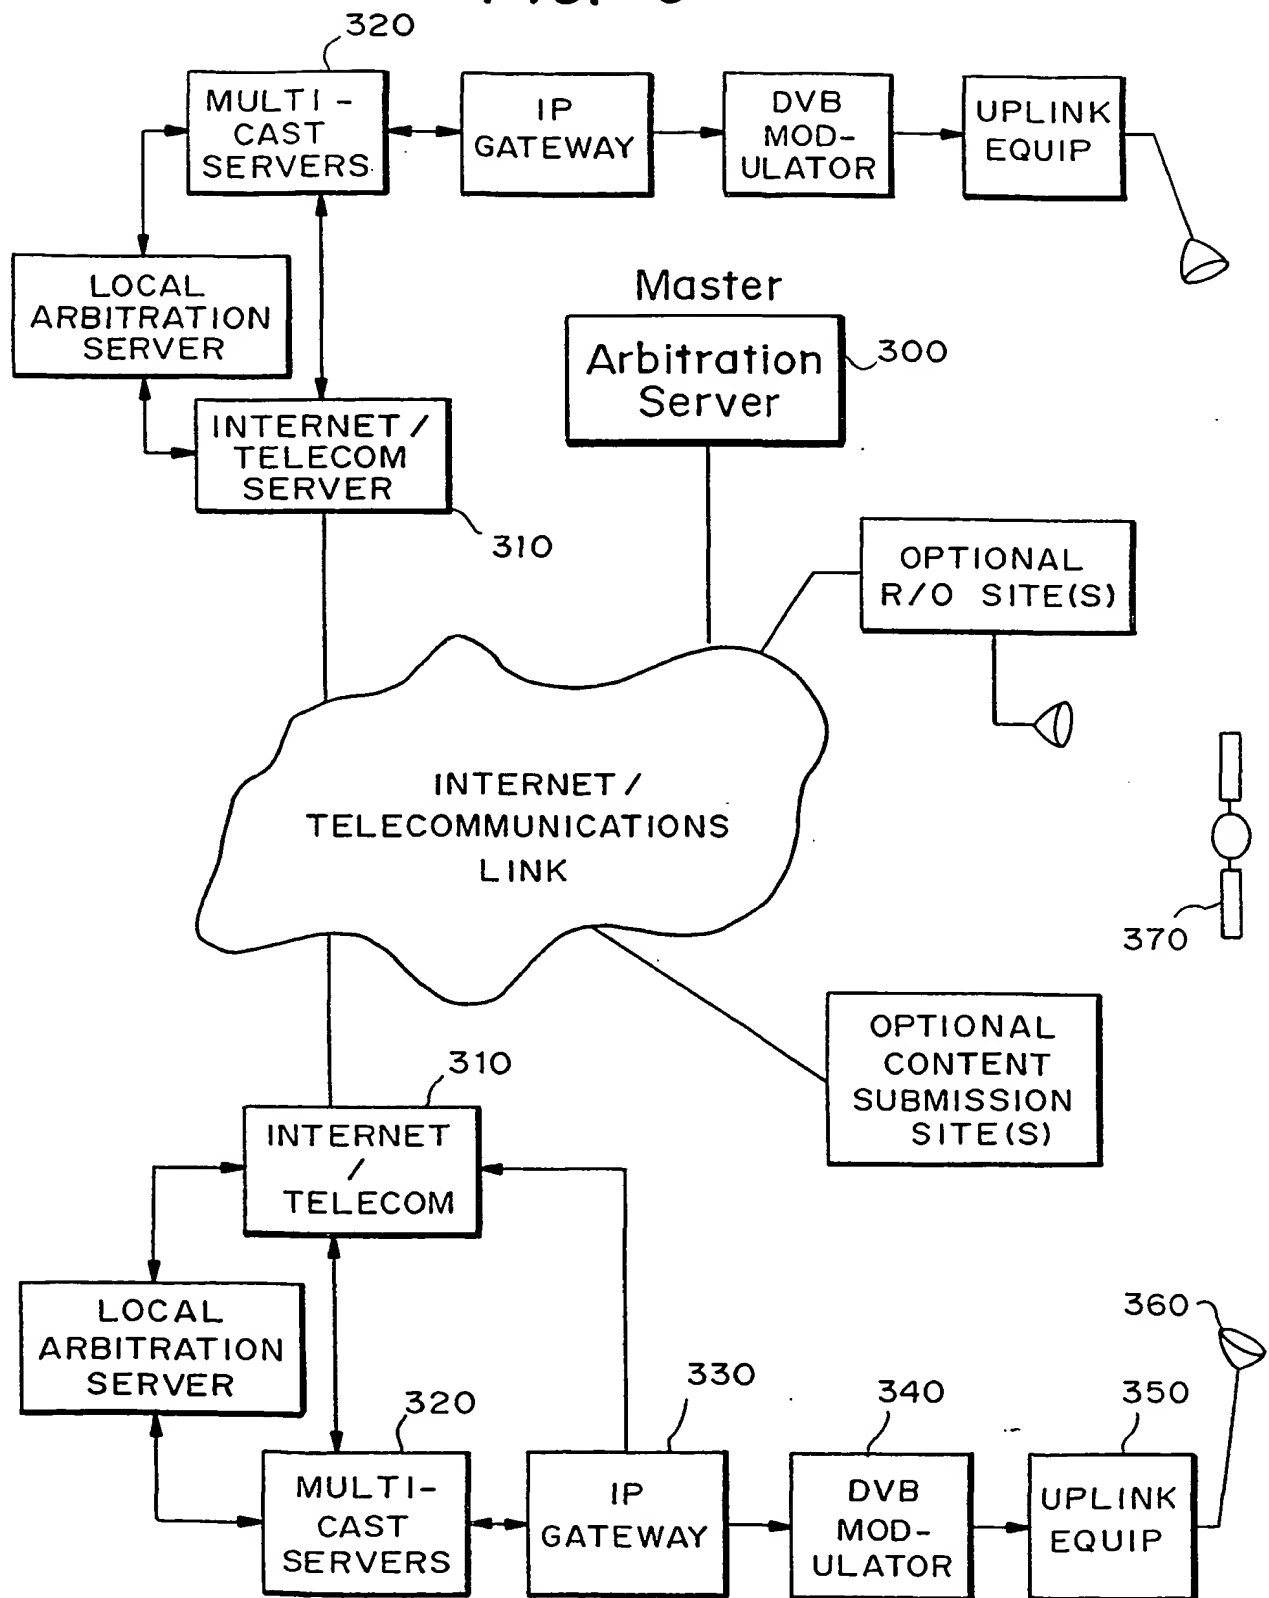 320
MULTI-
CAST
SERVERS
IP
GATEWAY
DVB
MOD-
ULATOR
UPLINK
EQUIP
LOCAL
ARBITRATION
SERVER
Master
Arbitration
Server
300
INTERNET/
TELECOM
SERVER
310
OPTIONAL
R/O SITE(S)
INTERNET/
TELECOMMUNICATIONS
LINK
370
OPTIONAL
CONTENT
SUBMISSION
SITE(S)
310
INTERNET
/
TELECOM
LOCAL
ARBITRATION
SERVER
360
320
330
340
350
MULTI-
CAST
SERVERS
IP
GATEWAY
DVB
MOD-
ULATOR
UPLINK
EQUIP